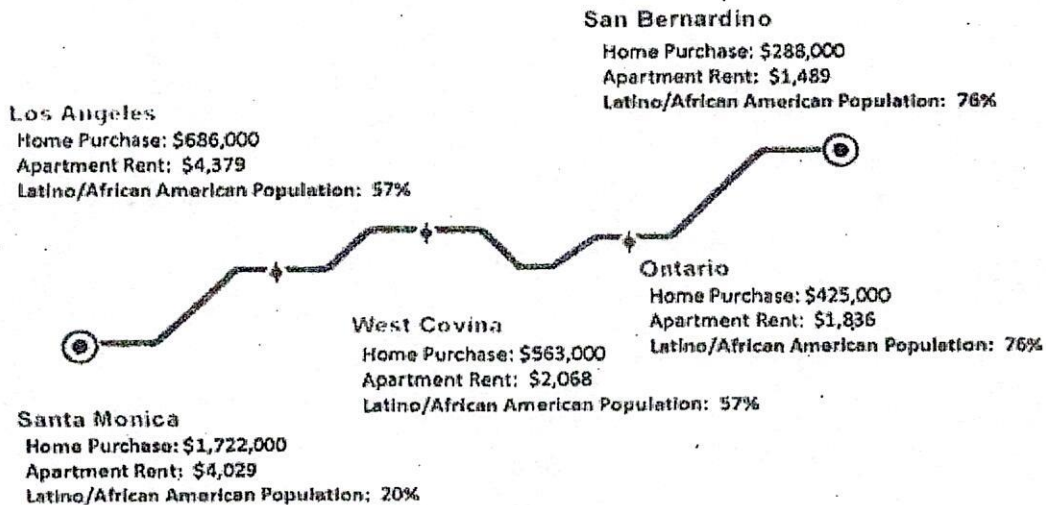 San Bernardino
Home Purchase: $288,000
Apartment Rent: $1,489
Latino/African American Population: 76%
Los Angeles
Home Purchase: $686,000
Apartment Rent: $4,379
Latino/African American Population: 57%
Ontario
Home Purchase: $425,000
Apartment Rent: $1,836
Latino/African American Population: 76%
West Covina
Home Purchase: $563,000
Apartment Rent: $2,068
Latino/African American Population: 57%
Santa Monica
Home Purchase: $1,722,000
Apartment Rent: $4,029
Latino/African American Population: 20%